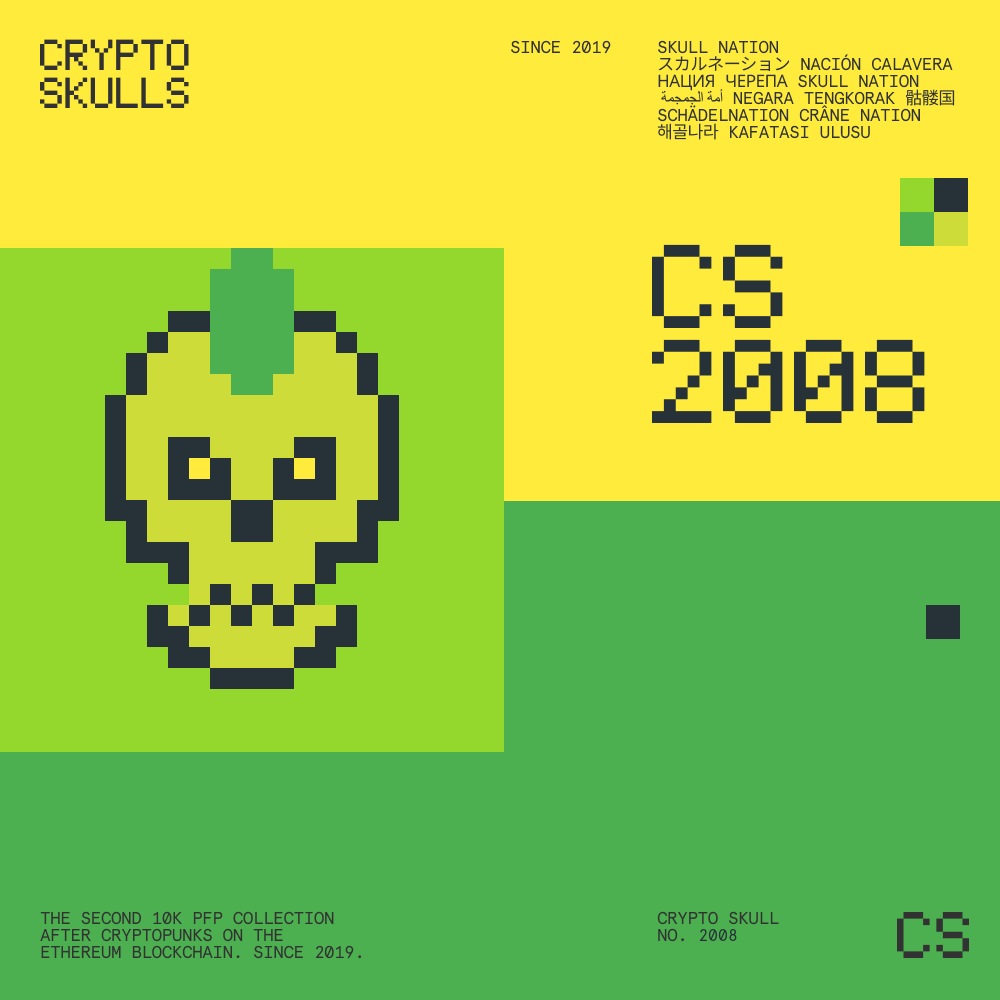 CRYPTO
SKULLS
SINCE 2019
SKULL NATION
スカルネーション NACIÓN CALAVERA
НАЦИЯ ЧЕРЕПА SKULL NATION
أمة الجمجمة NEGARA TENGKORAK 骷髅国
SCHÄDELNATION CRÂNE NATION
해골나라 KAFATASI ULUSU
CS
2008
THE SECOND 10K PFP COLLECTION
AFTER CRYPTOPUNKS ON THE
ETHEREUM BLOCKCHAIN. SINCE 2019.
CRYPTO SKULL
NO. 2008
CS